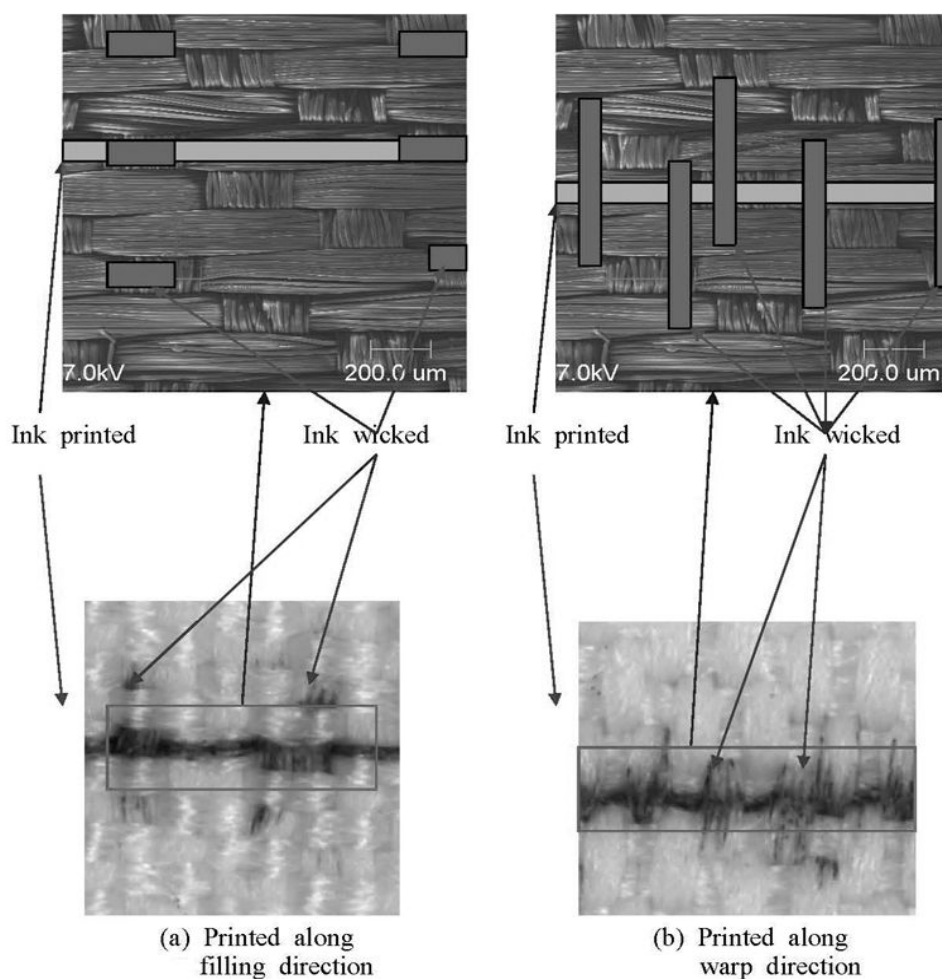 7.0kV 200.0 um
7.0kV 200.0 um
Ink printed Ink wicked
Ink printed Ink wicked
(a) Printed along
filling direction
(b) Printed along
warp direction